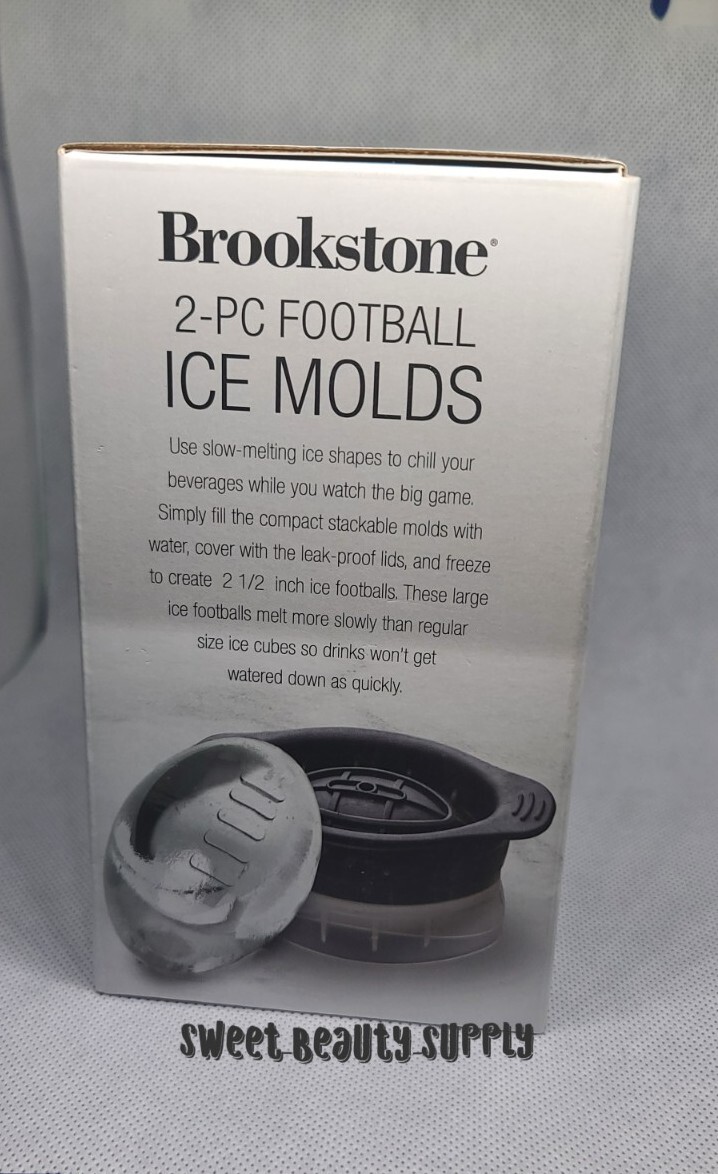 Brookstone®
2-PC FOOTBALL
ICE MOLDS
Use slow-melting ice shapes to chill your
beverages while you watch the big game.
Simply fill the compact stackable molds with
water, cover with the leak-proof lids, and freeze
to create 2 1/2 inch ice footballs. These large
ice footballs melt more slowly than regular
size ice cubes so drinks won't get
watered down as quickly.
Sweet Beauty Supply